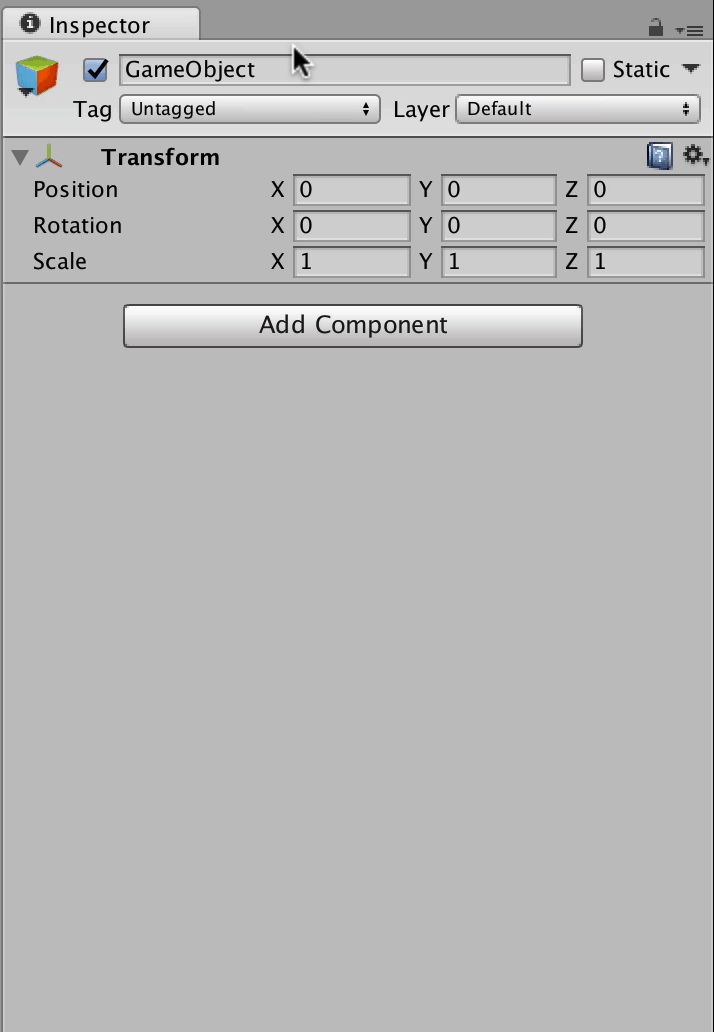 Inspector
GameObject Static
Tag Untagged Layer Default
Transform ?
Position X 0 Y 0 Z 0
Rotation X 0 Y 0 Z 0
Scale X 1 Y 1 Z 1
Add Component